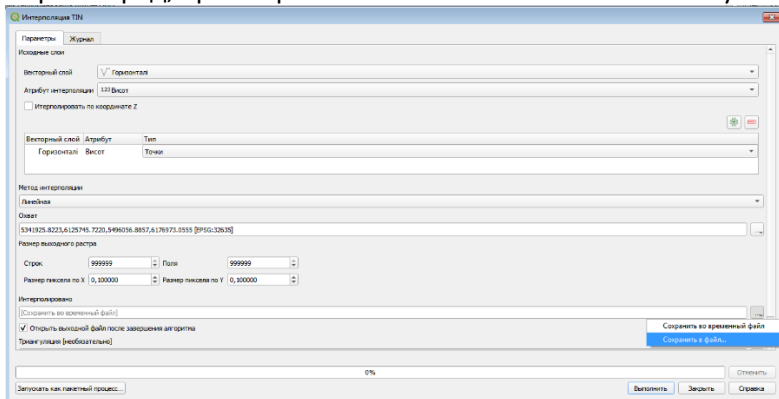 Интерполяция TIN
Параметры Журнал
Исходные слои
Векторный слой Горизонталі
Атрибут интерполяции 123 Висот
Итерполировать по координате Z
Векторный слой Атрибут Тип
Горизонталі Висот Точки
Метод интерполяции
Линейная
Охват
5341925.8223,6125745.7220,5496056.8857,6176973.0555 [EPSG:32635]
Размер выходного растра
Строк 999999 Поля 999999
Размер пиксела по X 0,100000 Размер пиксела по Y 0,100000
Интерполировано
[Сохранить во временный файл]
Открыть выходной файл после завершения алгоритма
Сохранить во временный файл
Сохранить в файл...
Триангуляция [необязательно]
0% Отменить
Запускать как пакетный процесс... Выполнить Закрыть Справка